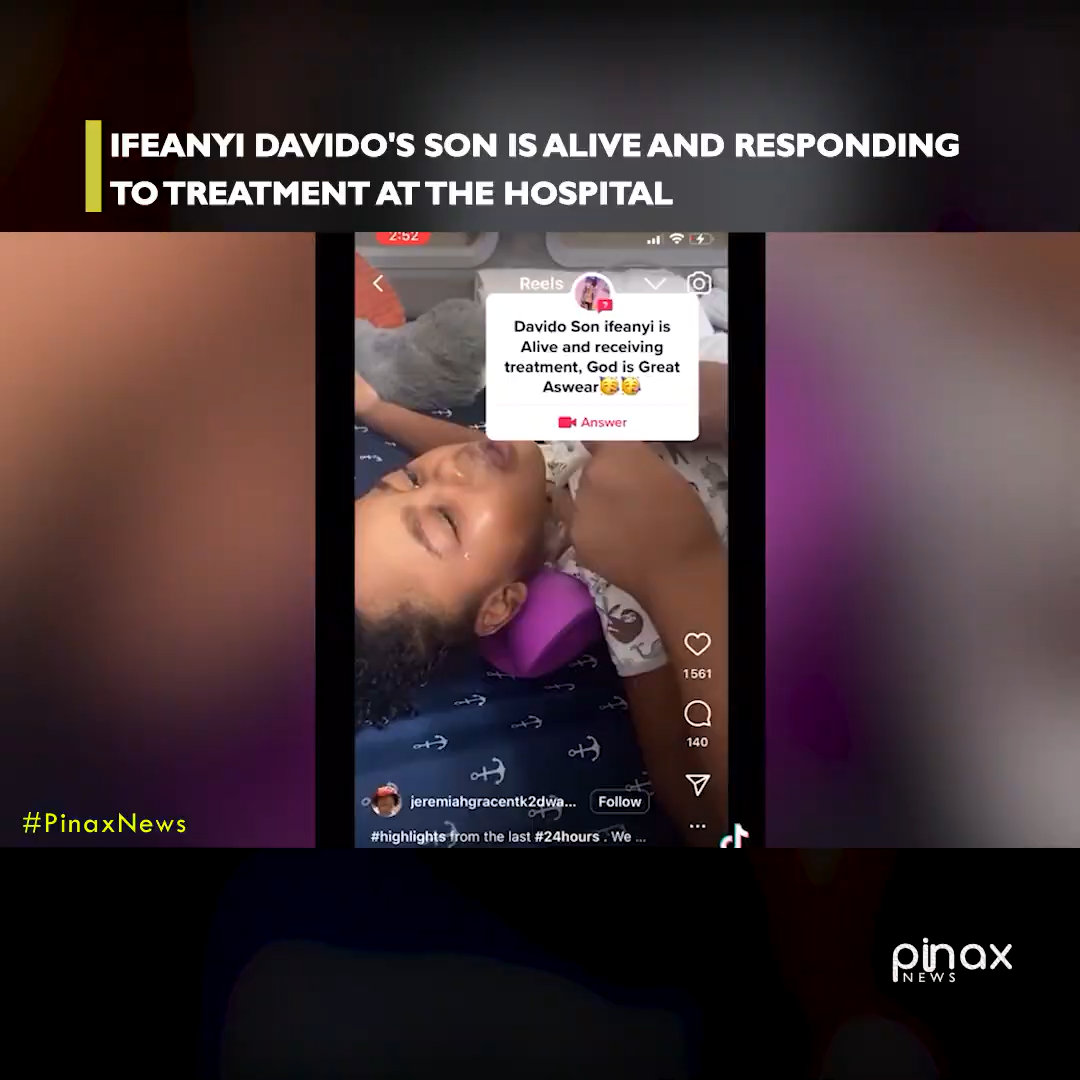 IFEANYI DAVIDO'S SON IS ALIVE AND RESPONDING
TO TREATMENT AT THE HOSPITAL
2:52
Reels
Davido Son ifeanyi is
Alive and receiving
treatment, God is Great
Aswear🥳🥳
Answer
1561
140
jeremiahgracentk2dwa...
Follow
#highlights from the last #24hours . We ...
#PinaxNews
pinax
NEWS